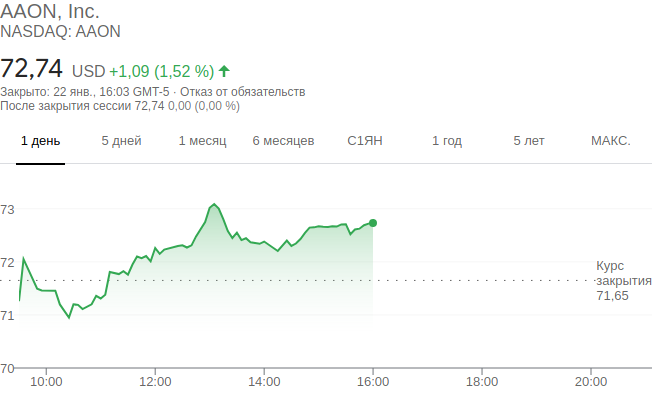 AAON, Inc.
NASDAQ: AAON
72,74 USD +1,09 (1,52 %)
Закрыто: 22 янв., 16:03 GMT-5 · Отказ от обязательств
После закрытия сессии 72,74 0,00 (0,00 %)
1 день 5 дней 1 месяц 6 месяцев С1ЯН 1 год 5 лет МАКС.
73
72
Курс
закрытия
71,65
71
70
10:00 12:00 14:00 16:00 18:00 20:00